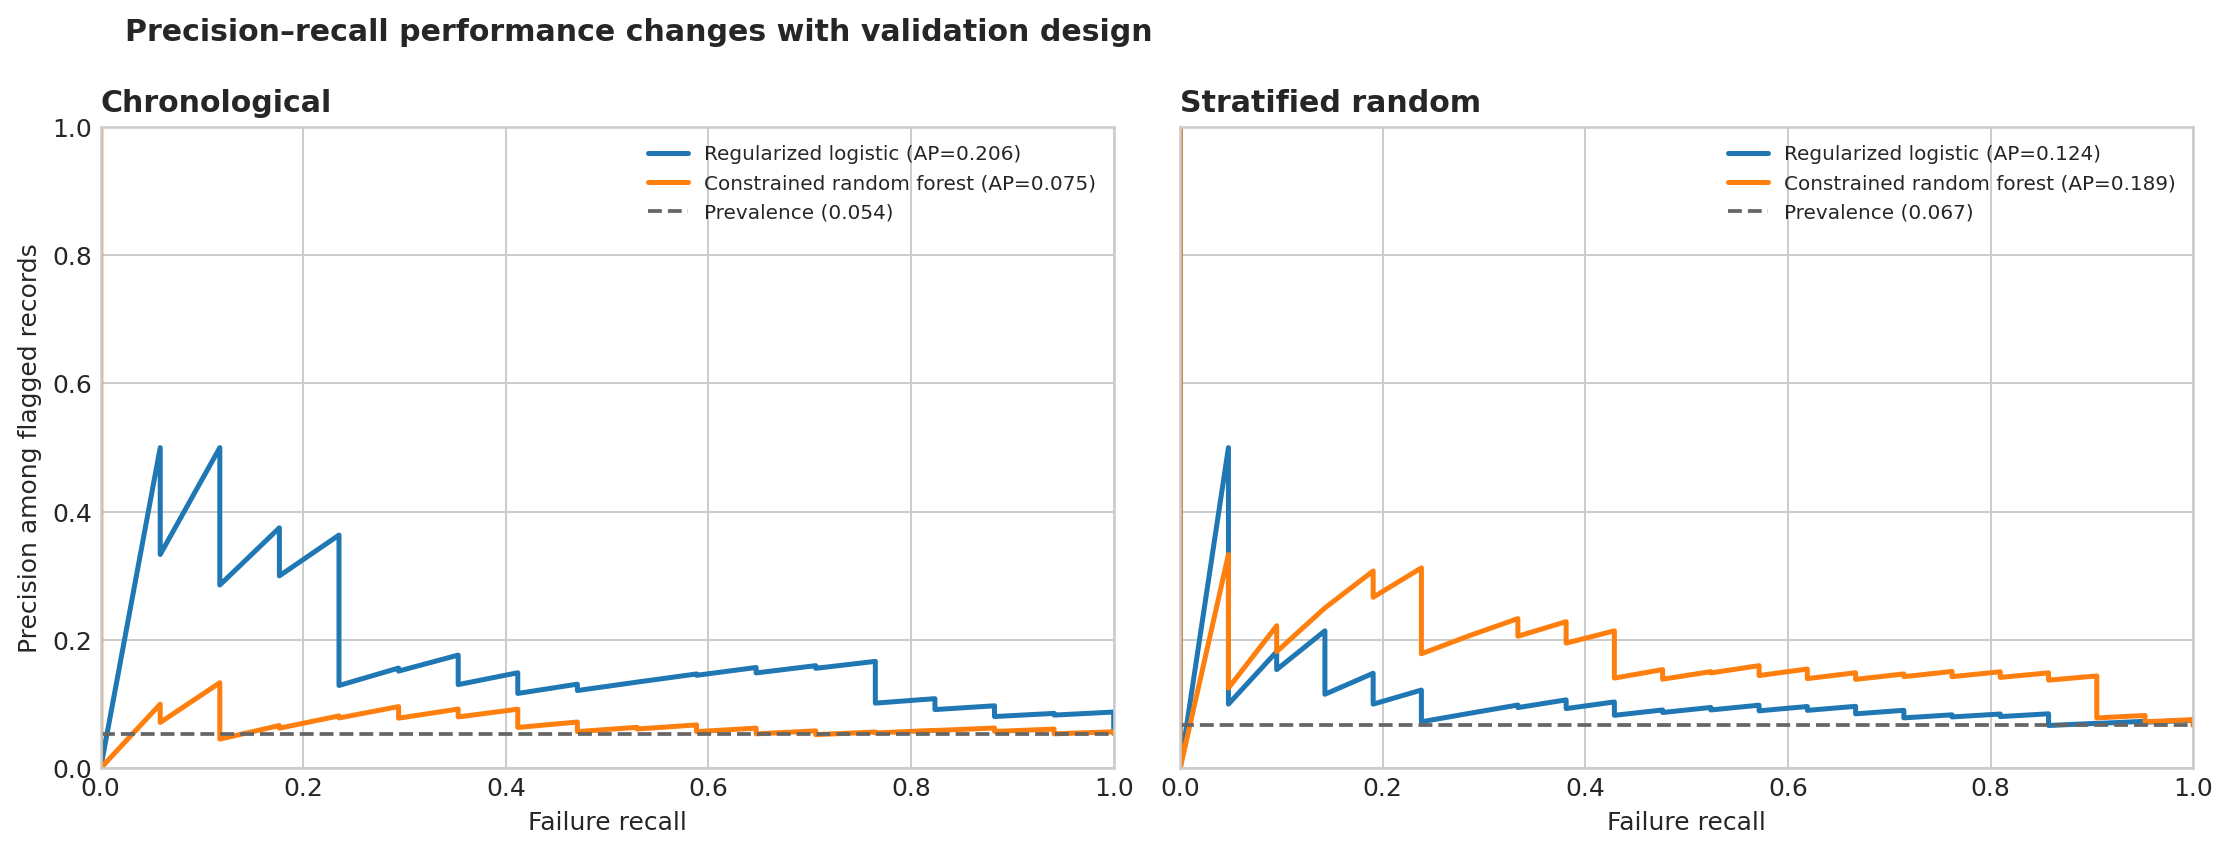 Precision–recall performance changes with validation design
Chronological
Stratified random
Precision among flagged records
1.0
0.8
0.6
0.4
0.2
0.0
Regularized logistic (AP=0.206)
Constrained random forest (AP=0.075)
Prevalence (0.054)
0.0 0.2 0.4 0.6 0.8 1.0
Failure recall
Regularized logistic (AP=0.124)
Constrained random forest (AP=0.189)
Prevalence (0.067)
0.0 0.2 0.4 0.6 0.8 1.0
Failure recall